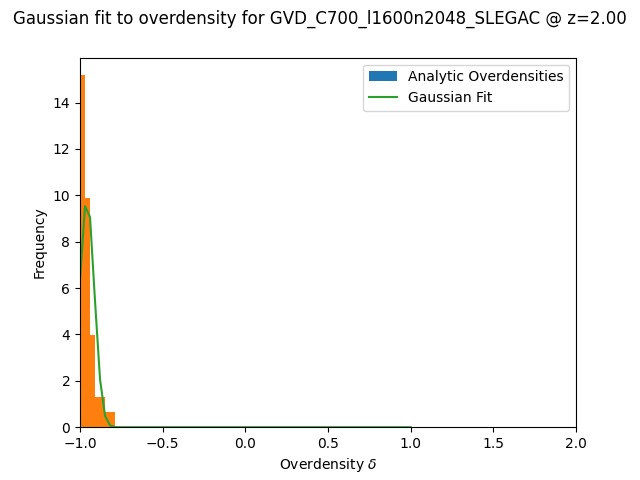 Gaussian fit to overdensity for GVD_C700_l1600n2048_SLEGAC @ z=2.00
Analytic Overdensities
Gaussian Fit
14
12
10
8
6
4
2
0
Frequency
−1.0 −0.5 0.0 0.5 1.0 1.5 2.0
Overdensity δ